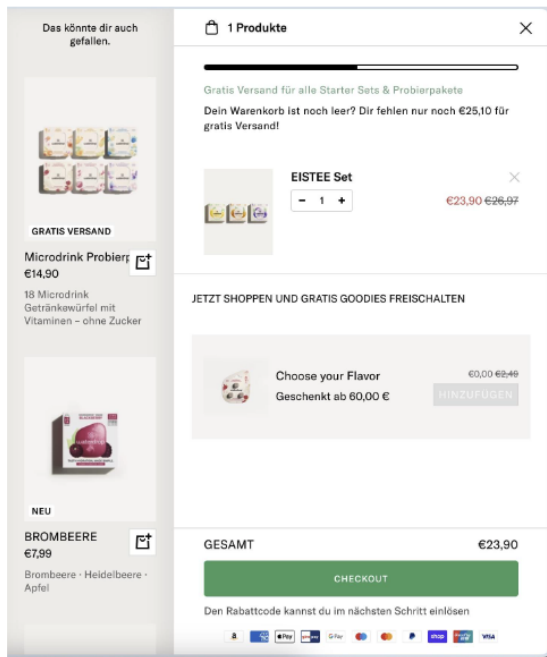 Das könnte dir auch
gefallen.
GRATIS VERSAND
Microdrink Probierp
€14,90
18 Microdrink
Getränkewürfel mit
Vitaminen – ohne Zucker
NEU
BROMBEERE
€7,99
Brombeere · Heidelbeere ·
Apfel
1 Produkte
Gratis Versand für alle Starter Sets & Probierpakete
Dein Warenkorb ist noch leer? Dir fehlen nur noch €25,10 für
gratis Versand!
EISTEE Set
− 1 +
€23,90 €26,97
JETZT SHOPPEN UND GRATIS GOODIES FREISCHALTEN
Choose your Flavor
€0,00 €2,49
Geschenkt ab 60,00 €
HINZUFÜGEN
GESAMT €23,90
CHECKOUT
Den Rabattcode kannst du im nächsten Schritt einlösen
Pay G Pay shop VISA